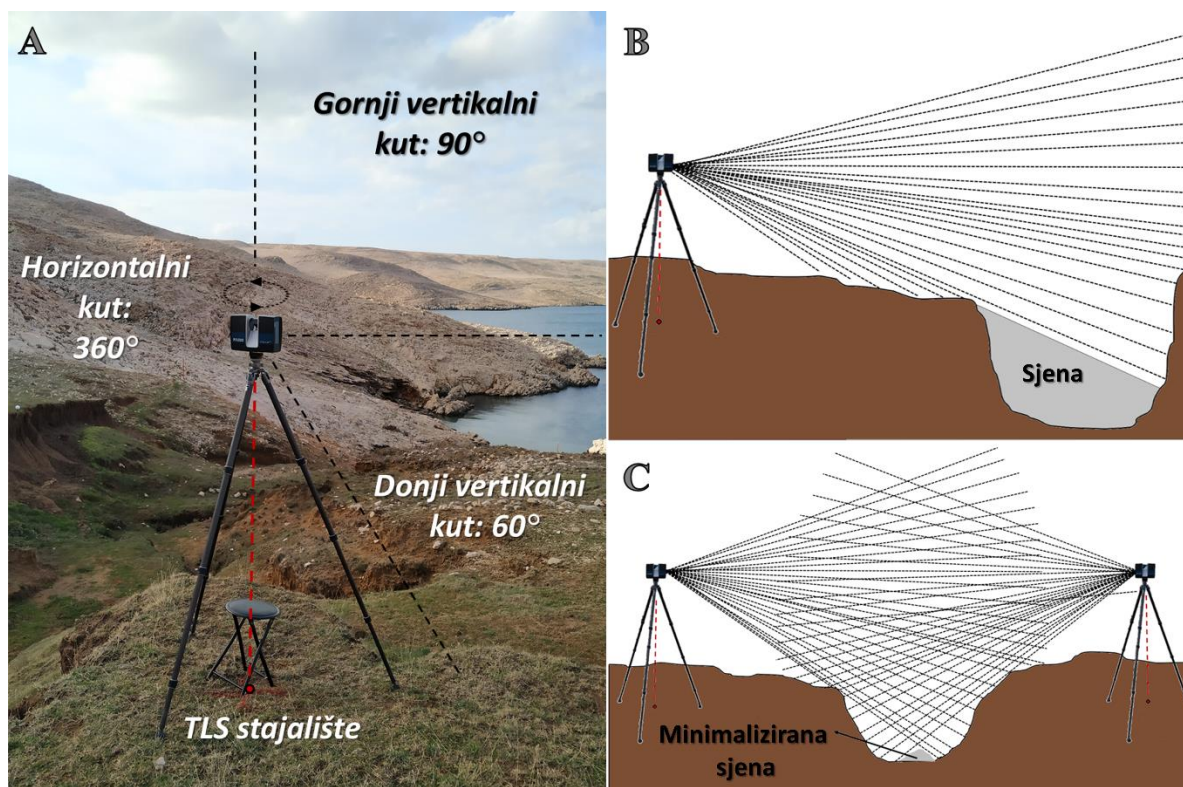 A
Gornji vertikalni
kut: 90°
Horizontalni
kut:
360°
Donji vertikalni
kut: 60°
TLS stajalište
B
Sjena
C
Minimalizirana
sjena